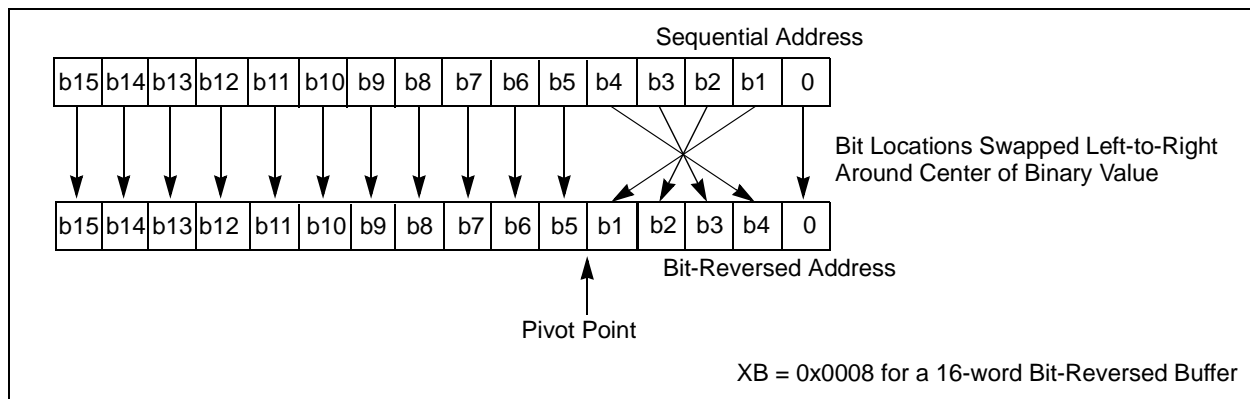 Sequential Address
b15 b14 b13 b12 b11 b10 b9 b8 b7 b6 b5 b4 b3 b2 b1 0
Bit Locations Swapped Left-to-Right
Around Center of Binary Value
b15 b14 b13 b12 b11 b10 b9 b8 b7 b6 b5 b1 b2 b3 b4 0
Bit-Reversed Address
Pivot Point
XB = 0x0008 for a 16-word Bit-Reversed Buffer